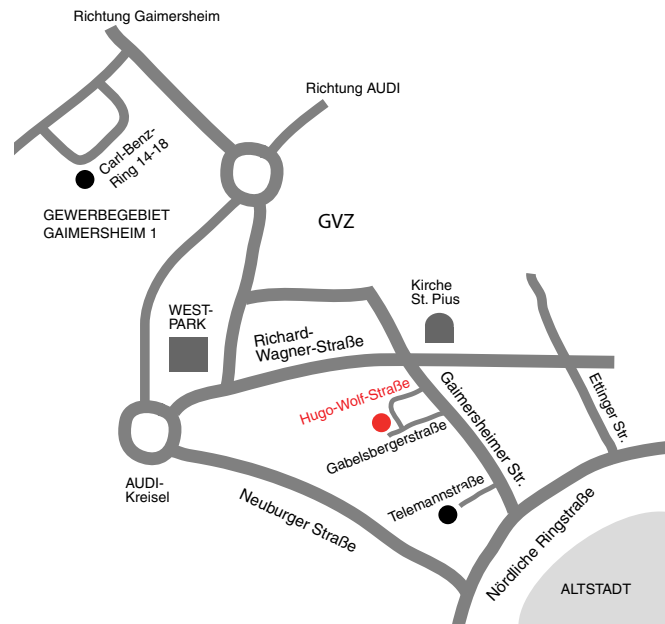 Richtung Gaimersheim
Richtung AUDI
Carl-Benz-
Ring 14-18
GEWERBEGEBIET
GAIMERSHEIM 1
GVZ
Kirche
St. Pius
WEST-
PARK
Richard-
Wagner-Straße
Hugo-Wolf-Straße
Gaimersheimer Str.
Ettinger Str.
Gabelsbergerstraße
AUDI-
Kreisel
Neuburger Straße
Telemannstraße
Nördliche Ringstraße
ALTSTADT